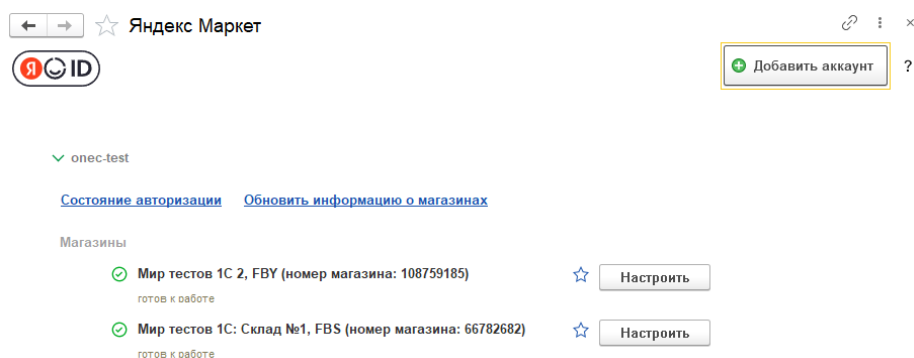 Яндекс Маркет
Я ID
Добавить аккаунт ?
onec-test
Состояние авторизации Обновить информацию о магазинах
Магазины
Мир тестов 1С 2, FBY (номер магазина: 108759185) Настроить
готов к работе
Мир тестов 1С: Склад №1, FBS (номер магазина: 66782682) Настроить
готов к работе